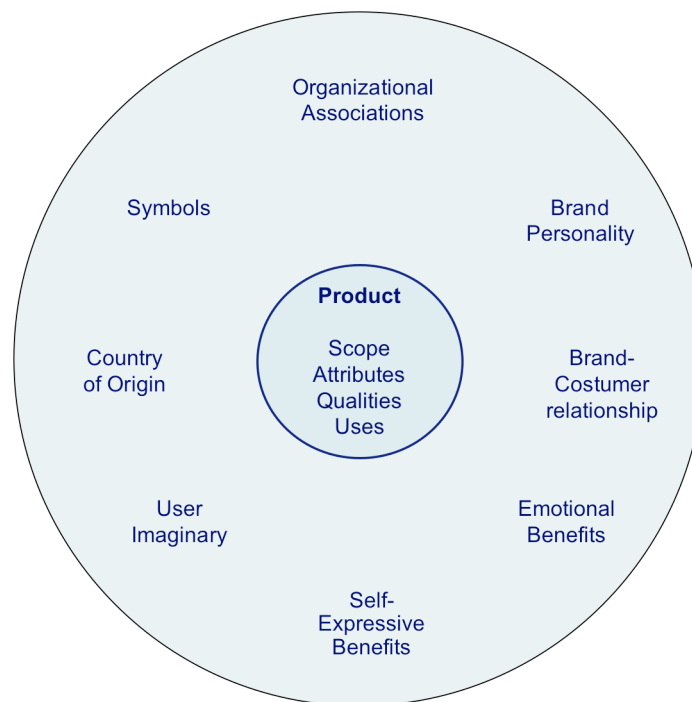 Organizational
Associations
Symbols
Brand
Personality
Product
Scope
Attributes
Qualities
Uses
Country
of Origin
Brand-
Costumer
relationship
User
Imaginary
Emotional
Benefits
Self-
Expressive
Benefits